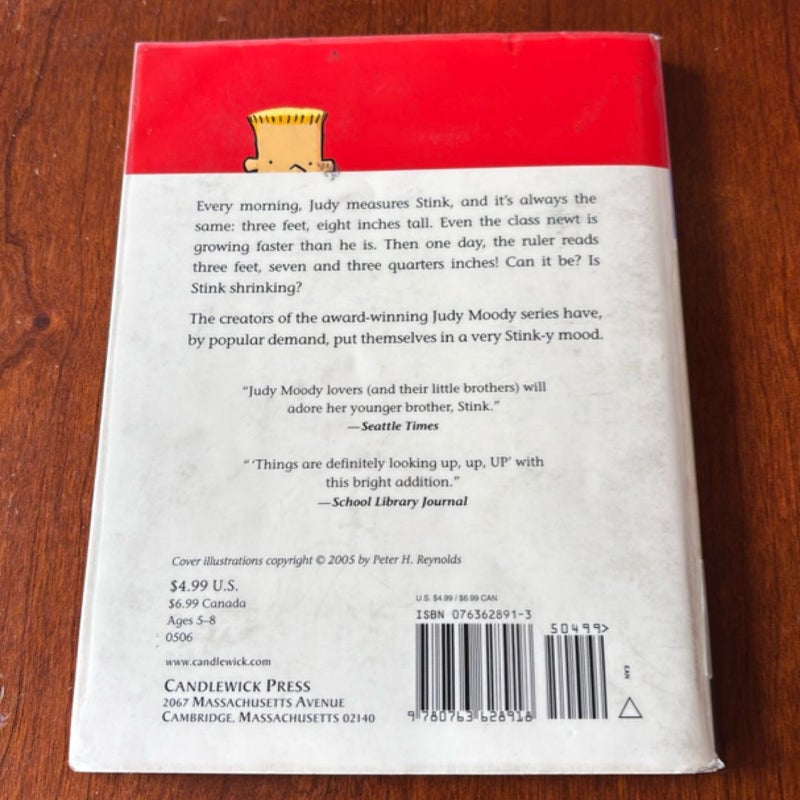 Every morning, Judy measures Stink, and it's always the
same: three feet, eight inches tall. Even the class newt is
growing faster than he is. Then one day, the ruler reads
three feet, seven and three quarters inches! Can it be? Is
Stink shrinking?
The creators of the award-winning Judy Moody series have,
by popular demand, put themselves in a very Stink-y mood.
"Judy Moody lovers (and their little brothers) will
adore her younger brother, Stink."
—Seattle Times
"'Things are definitely looking up, up, UP' with
this bright addition."
—School Library Journal
Cover illustrations copyright © 2005 by Peter H. Reynolds
$4.99 U.S.
$6.99 Canada
Ages 5–8
0506
www.candlewick.com
CANDLEWICK PRESS
2067 MASSACHUSETTS AVENUE
CAMBRIDGE, MASSACHUSETTS 02140
U.S. $4.99 / $6.99 CAN
ISBN 076362891-3
50499>
9 780763 628918
CAN